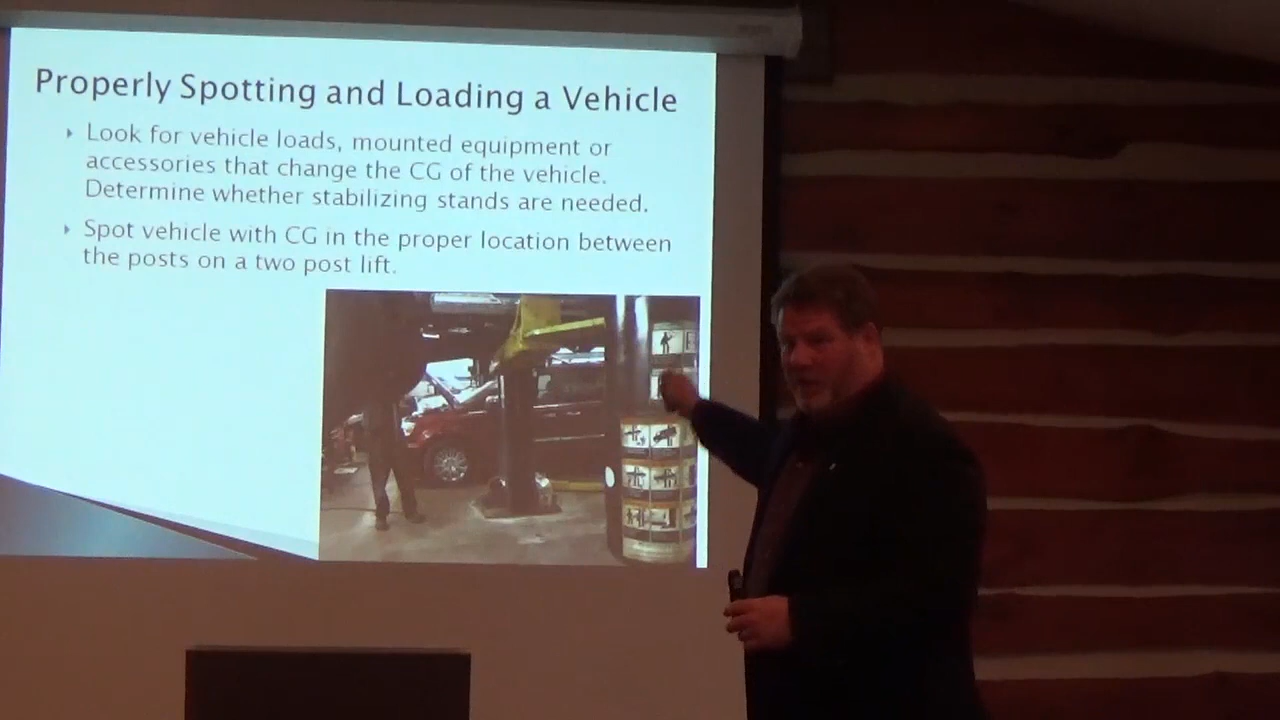 Properly Spotting and Loading a Vehicle
Look for vehicle loads, mounted equipment or
accessories that change the CG of the vehicle.
Determine whether stabilizing stands are needed.
Spot vehicle with CG in the proper location between
the posts on a two post lift.